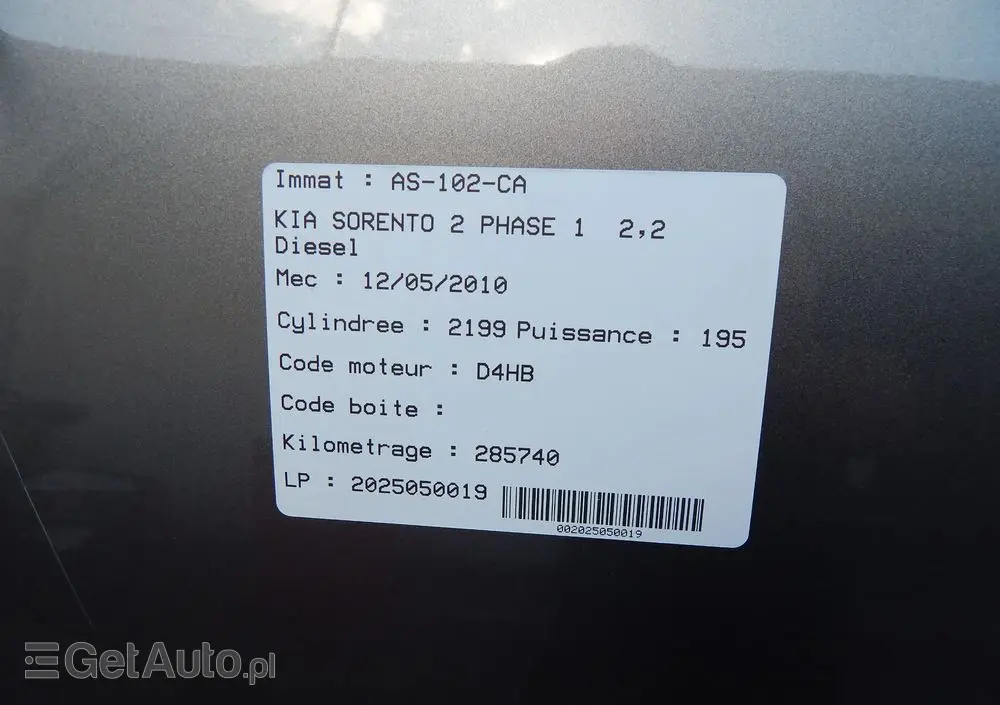 Immat : AS-102-CA
KIA SORENTO 2 PHASE 1 2,2
Diesel
Mec : 12/05/2010
Cylindree : 2199 Puissance : 195
Code moteur : D4HB
Code boite :
Kilometrage : 285740
LP : 2025050019
002025050019
GetAuto.pl